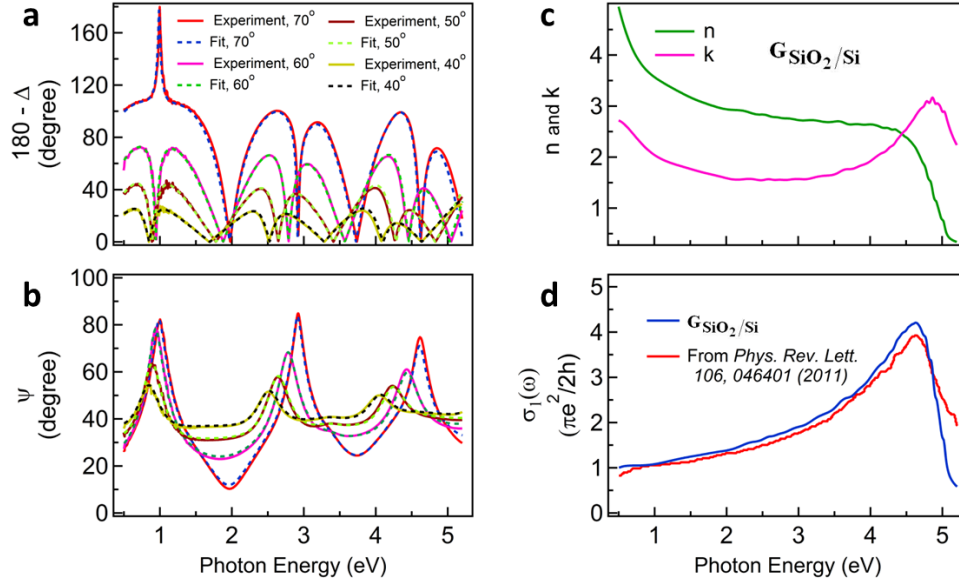 a
180 - Δ
(degree)
180
160
120
80
40
0
Experiment, 70°
Fit, 70°
Experiment, 60°
Fit, 60°
Experiment, 50°
Fit, 50°
Experiment, 40°
Fit, 40°
b
ψ
(degree)
100
80
60
40
20
0
1
2
3
4
5
Photon Energy (eV)
c
n and k
5
4
3
2
1
n
k
G SiO2/Si
d
σ1(ω)
(πe²/2h)
5
4
3
2
1
0
G SiO2/Si
From Phys. Rev. Lett.
106, 046401 (2011)
1
2
3
4
5
Photon Energy (eV)